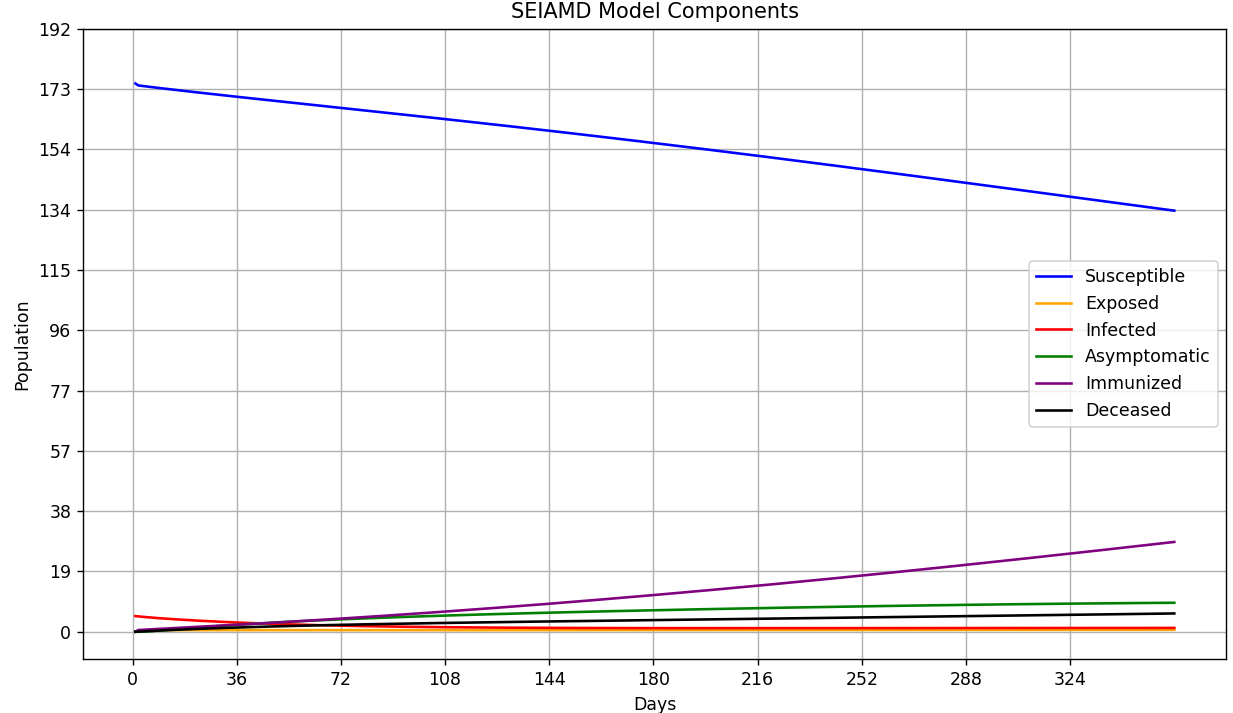 SEIAMD Model Components
192
173
154
134
115
96
77
57
38
19
0
Population
Susceptible
Exposed
Infected
Asymptomatic
Immunized
Deceased
0 36 72 108 144 180 216 252 288 324
Days